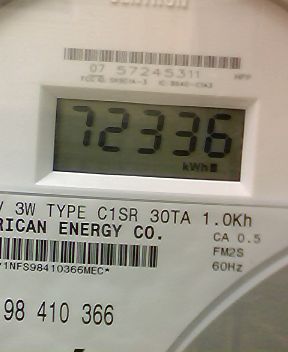 07 57245311
72336
kWh
V 3W TYPE C1SR 30TA 1.0Kh
RICAN ENERGY CO.
CA 0.5
FM2S
60Hz
1NFS98410366MEC*
98 410 366